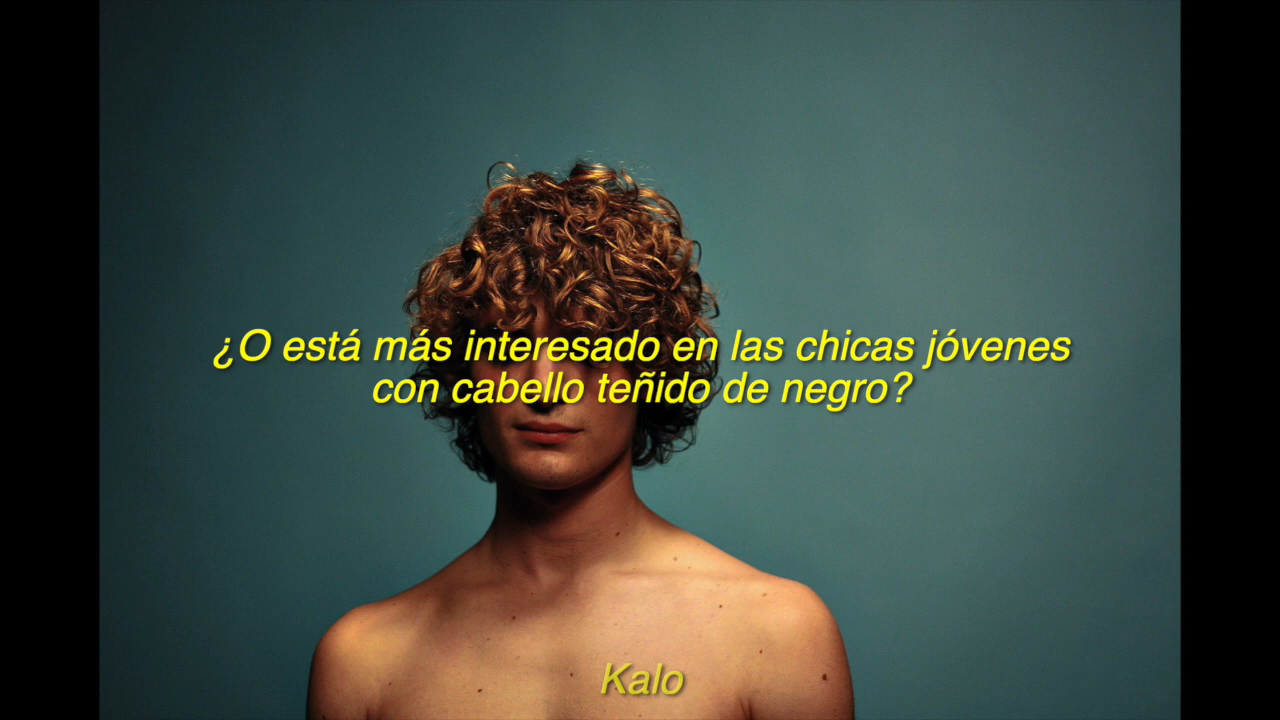 ¿O está más interesado en las chicas jóvenes
con cabello teñido de negro?
Kalo